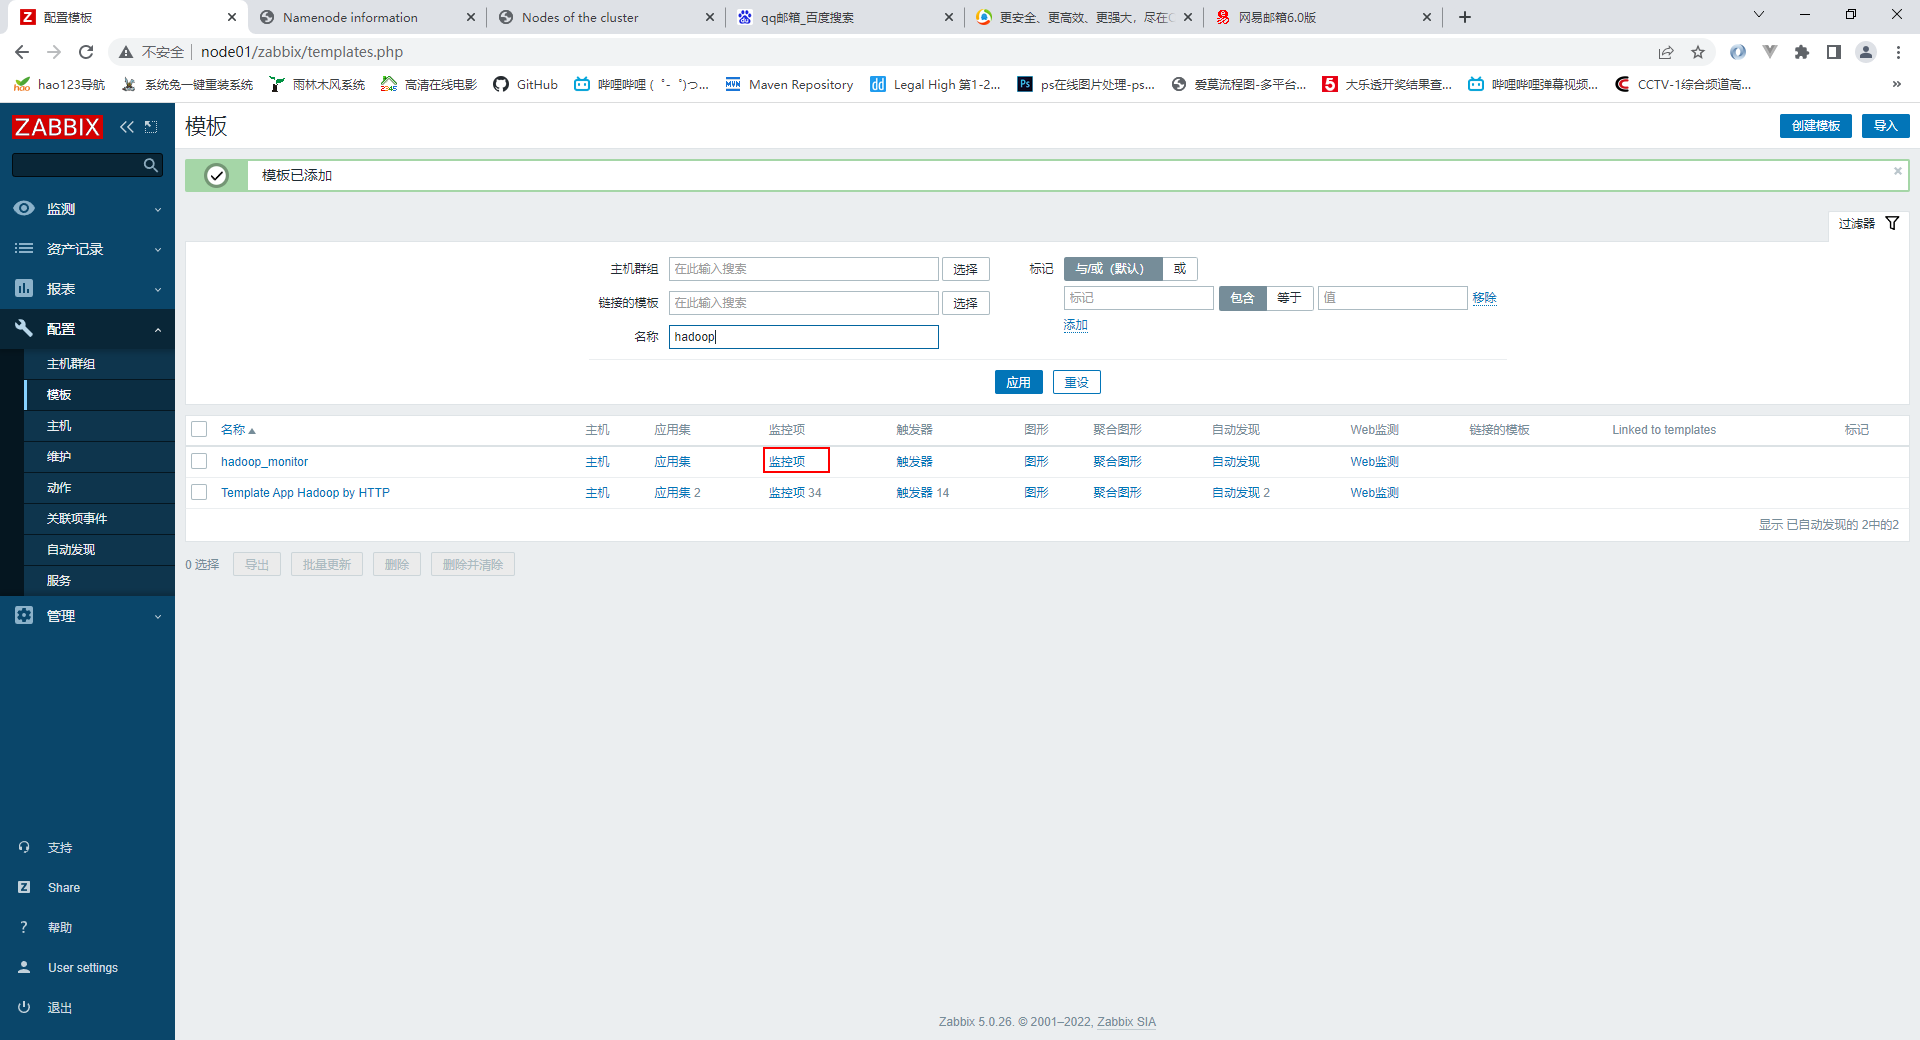 配置模板
Namenode information
Nodes of the cluster
qq邮箱_百度搜索
更安全、更高效、更强大，尽在
网易邮箱6.0版
不安全 node01/zabbix/templates.php
hao123导航
系统兔一键重装系统
雨林木风系统
高清在线电影
GitHub
哔哩哔哩 ( ゜- ゜)つ...
Maven Repository
Legal High 第1-2...
ps在线图片处理-ps...
爱莫流程图-多平台...
大乐透开奖结果查...
哔哩哔哩弹幕视频...
CCTV-1综合频道高...
ZABBIX
模板
创建模板 导入
模板已添加
监测
资产记录
报表
配置
主机群组
模板
主机
维护
动作
关联项事件
自动发现
服务
管理
支持
Share
帮助
User settings
退出
过滤器
主机群组 在此输入搜索 选择
链接的模板 在此输入搜索 选择
名称 hadoop
标记 与/或（默认） 或
标记 包含 等于 值 移除
添加
应用 重设
名称 主机 应用集 监控项 触发器 图形 聚合图形 自动发现 Web监测 链接的模板 Linked to templates 标记
hadoop_monitor 主机 应用集 监控项 触发器 图形 聚合图形 自动发现 Web监测
Template App Hadoop by HTTP 主机 应用集 2 监控项 34 触发器 14 图形 聚合图形 自动发现 2 Web监测
显示 已自动发现的 2中的2
0 选择 导出 批量更新 删除 删除并清除
Zabbix 5.0.26. © 2001–2022, Zabbix SIA